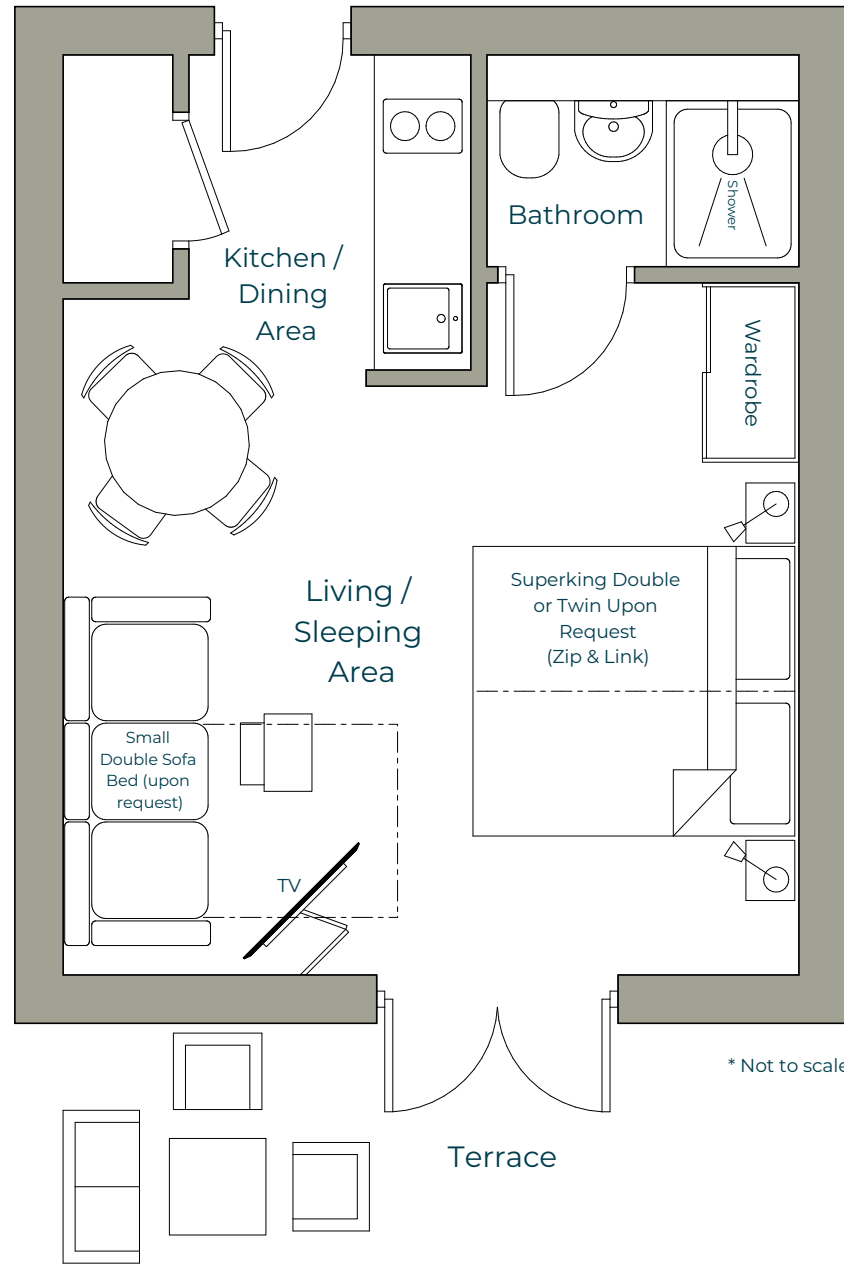 Shower
Bathroom
Kitchen /
Dining
Area
Wardrobe
Superking Double
or Twin Upon
Request
(Zip & Link)
Living /
Sleeping
Area
Small
Double Sofa
Bed (upon
request)
TV
* Not to scale
Terrace